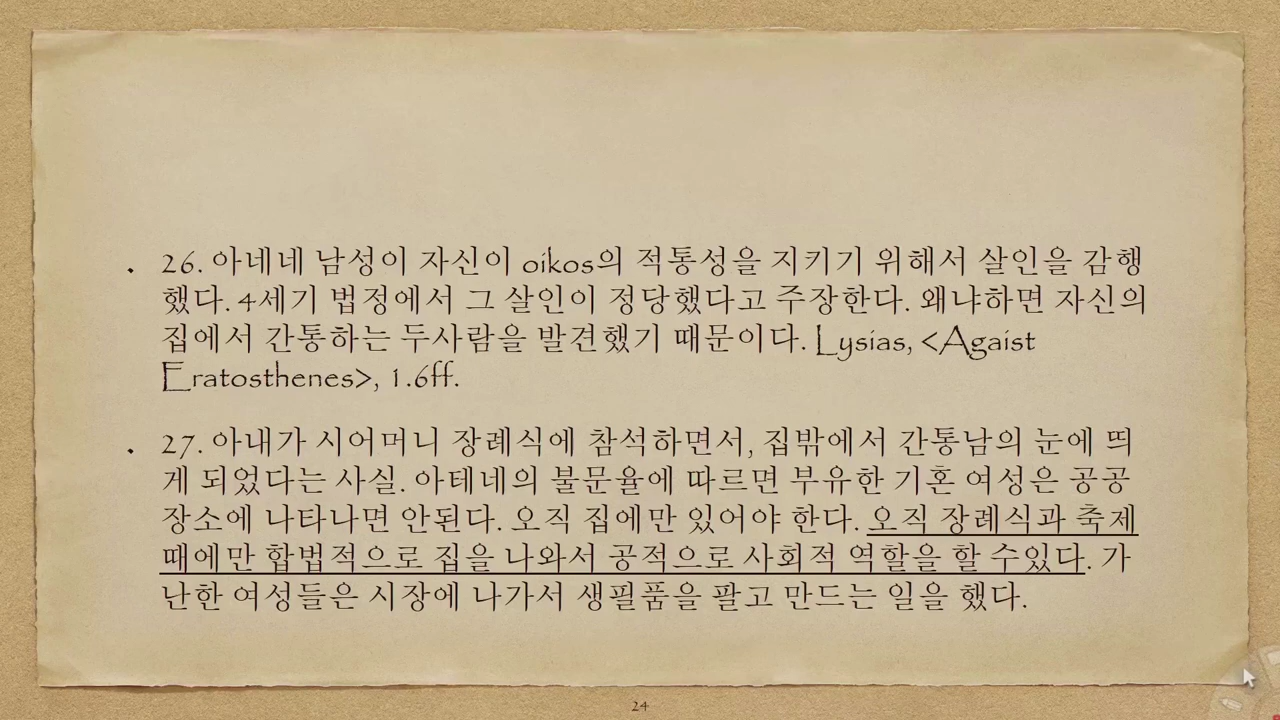 26. 아네네 남성이 자신이 oikos의 적통성을 지키기 위해서 살인을 감행
했다. 4세기 법정에서 그 살인이 정당했다고 주장한다. 왜냐하면 자신의
집에서 간통하는 두사람을 발견했기 때문이다. Lysias, <Agaist
Eratosthenes>, 1.6ff.
27. 아내가 시어머니 장례식에 참석하면서, 집밖에서 간통남의 눈에 띄
게 되었다는 사실. 아테네의 불문율에 따르면 부유한 기혼 여성은 공공
장소에 나타나면 안된다. 오직 집에만 있어야 한다. 오직 장례식과 축제
때에만 합법적으로 집을 나와서 공적으로 사회적 역할을 할 수있다. 가
난한 여성들은 시장에 나가서 생필품을 팔고 만드는 일을 했다.
24